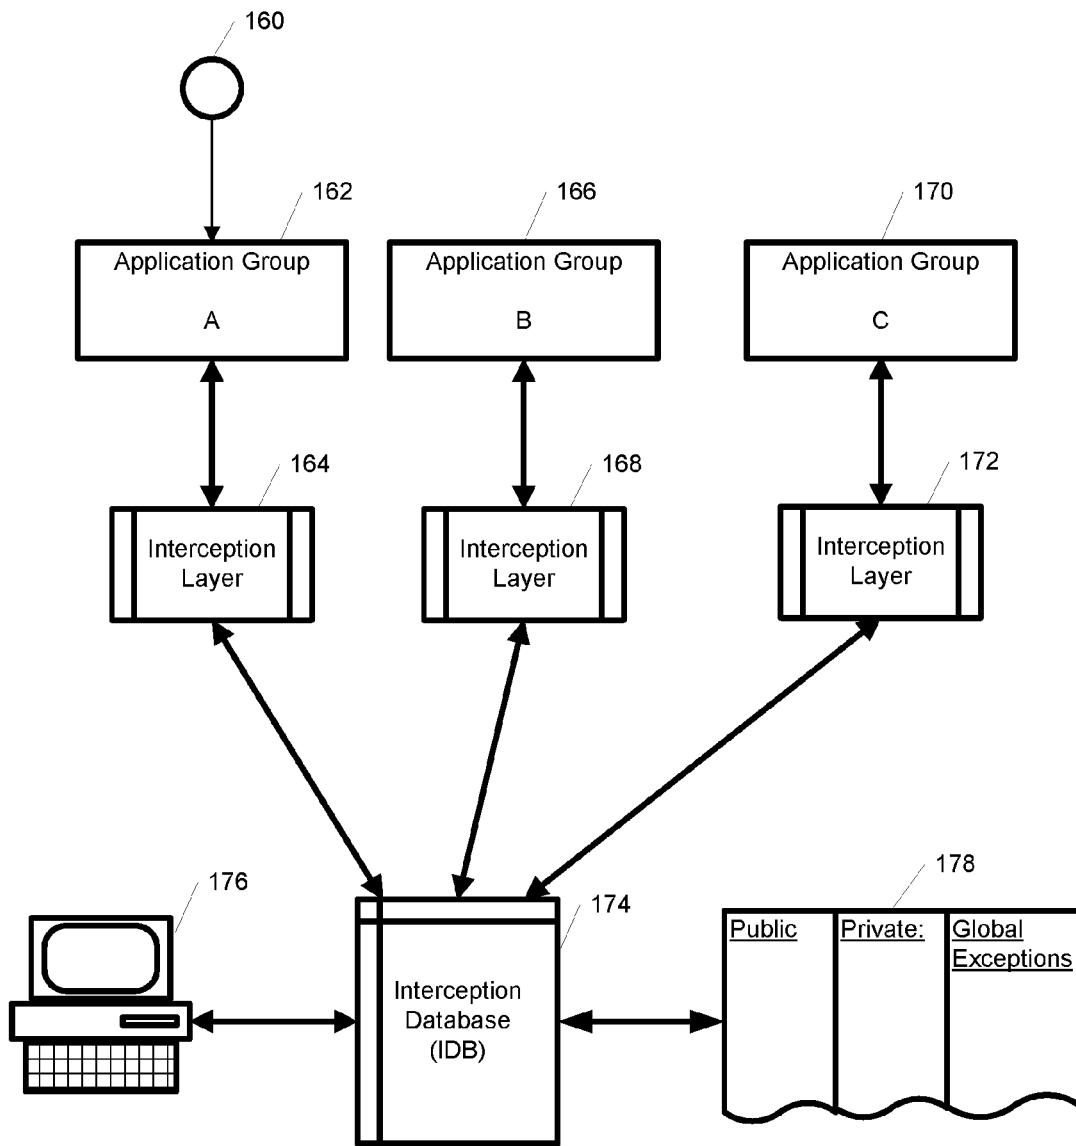 160
162
166
170
Application Group
A
Application Group
B
Application Group
C
164
168
172
Interception
Layer
Interception
Layer
Interception
Layer
176
174
178
Public
Private:
Global
Exceptions
Interception
Database
(IDB)